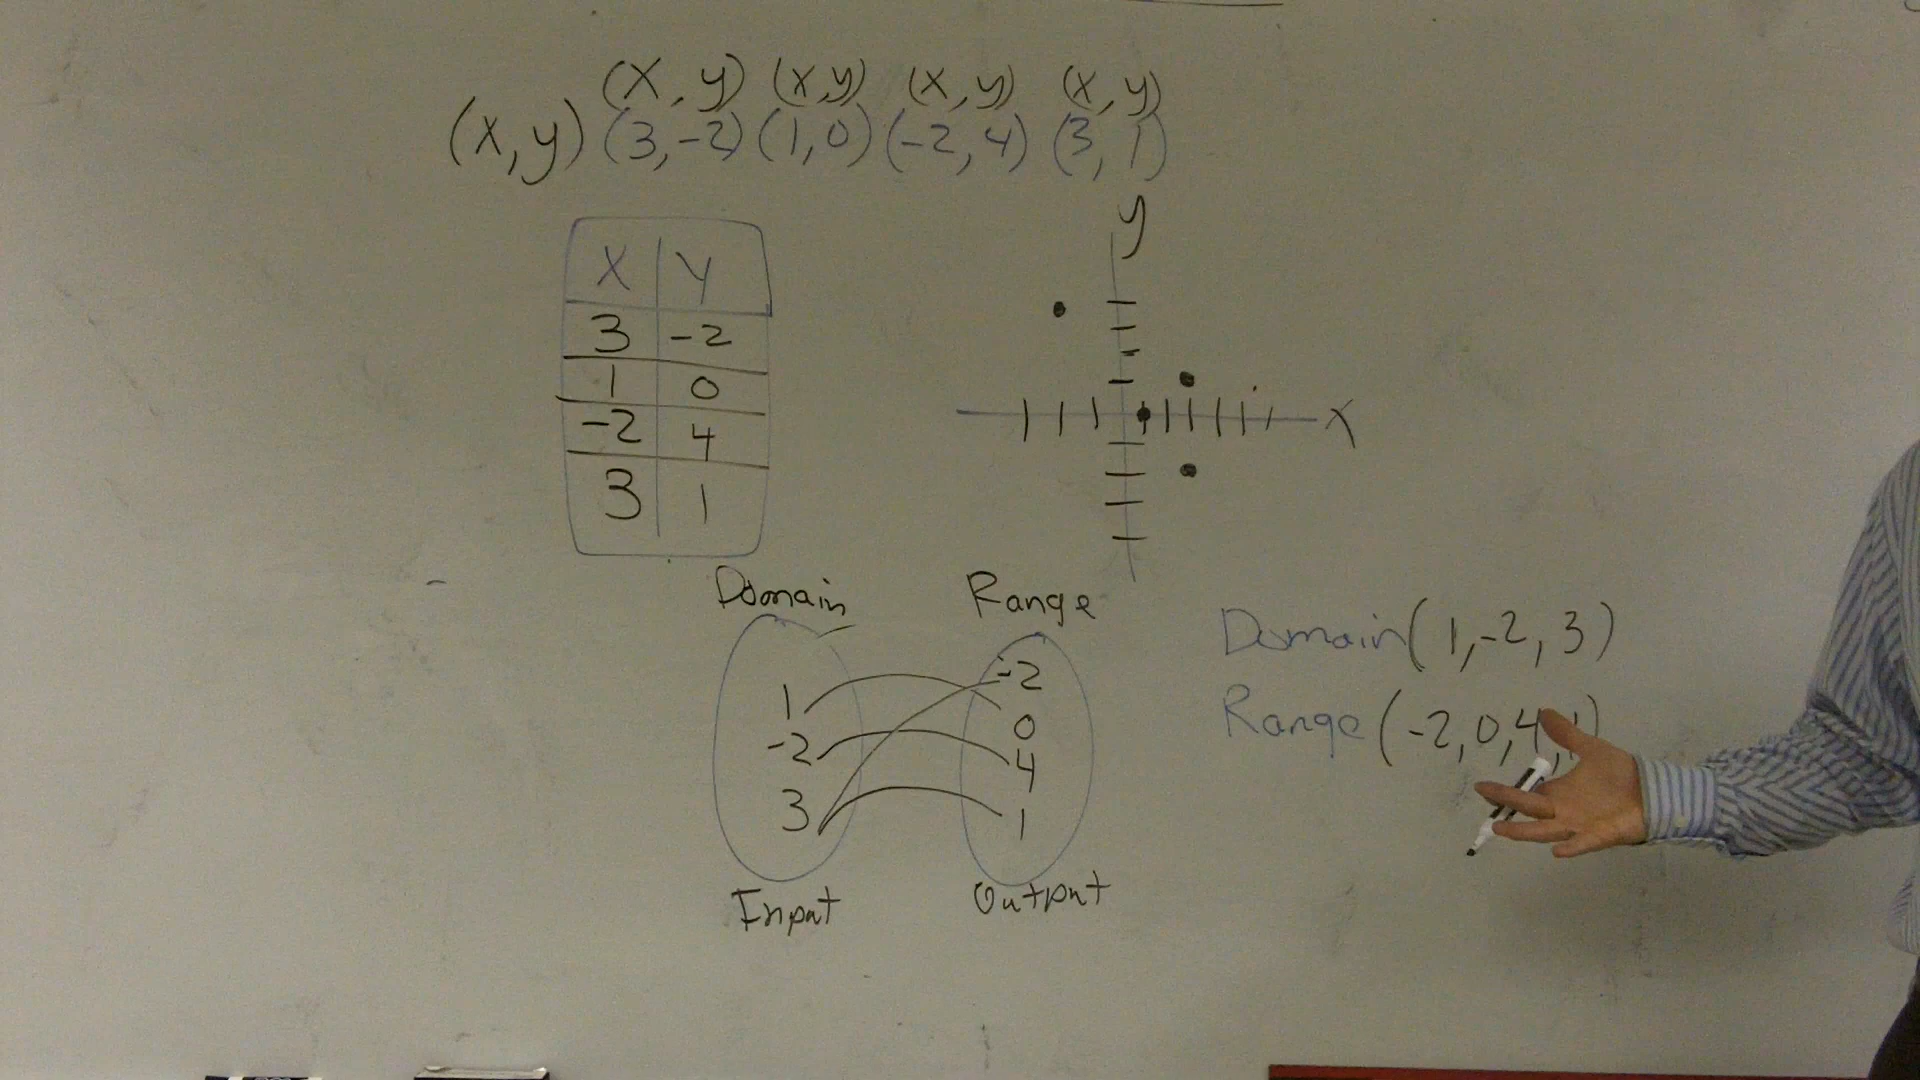 (x, y) (x,y) (x, y) (x, y)
(x, y) (3, -2) (1, 0) (-2, 4) (3, 1)
y
X Y
3 -2
1 0
-2 4
3 1
X
Domain Range
1 -2
-2 0
3 4
1
Input Output
Domain (1, -2, 3)
Range (-2, 0, 4, 1)